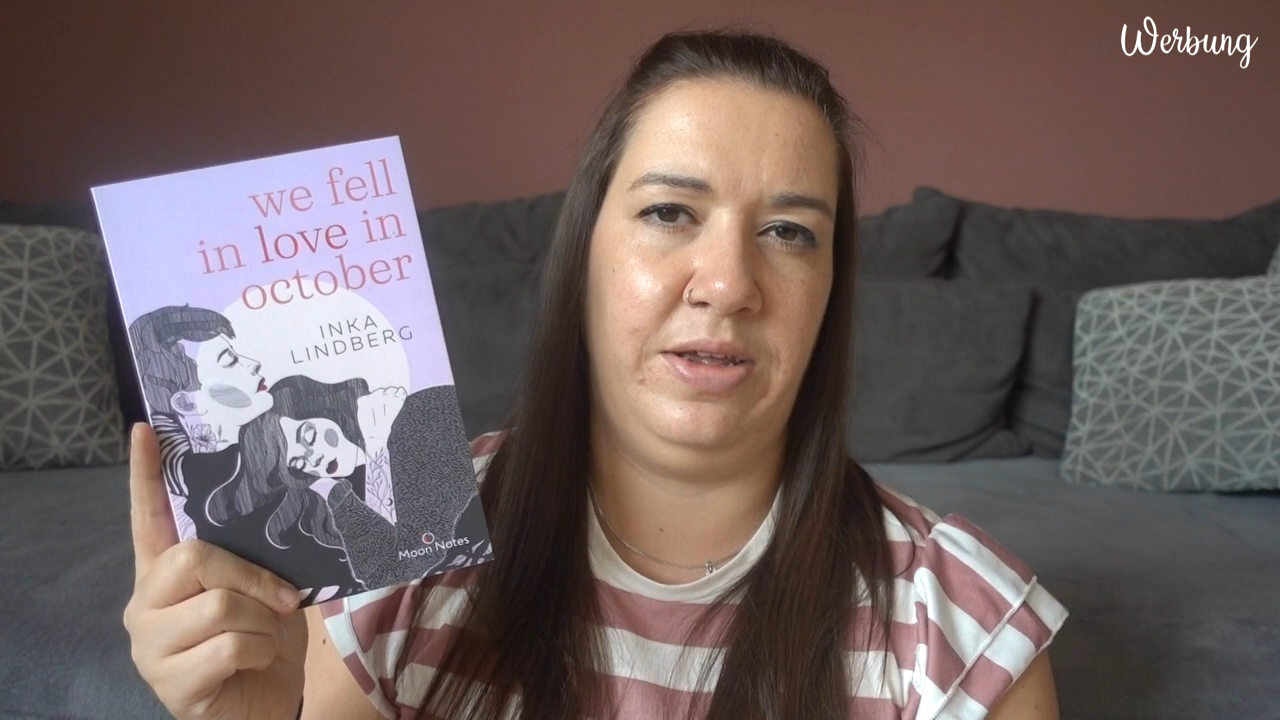 Werbung
we fell
in love in
october
INKA
LINDBERG
Moon Notes